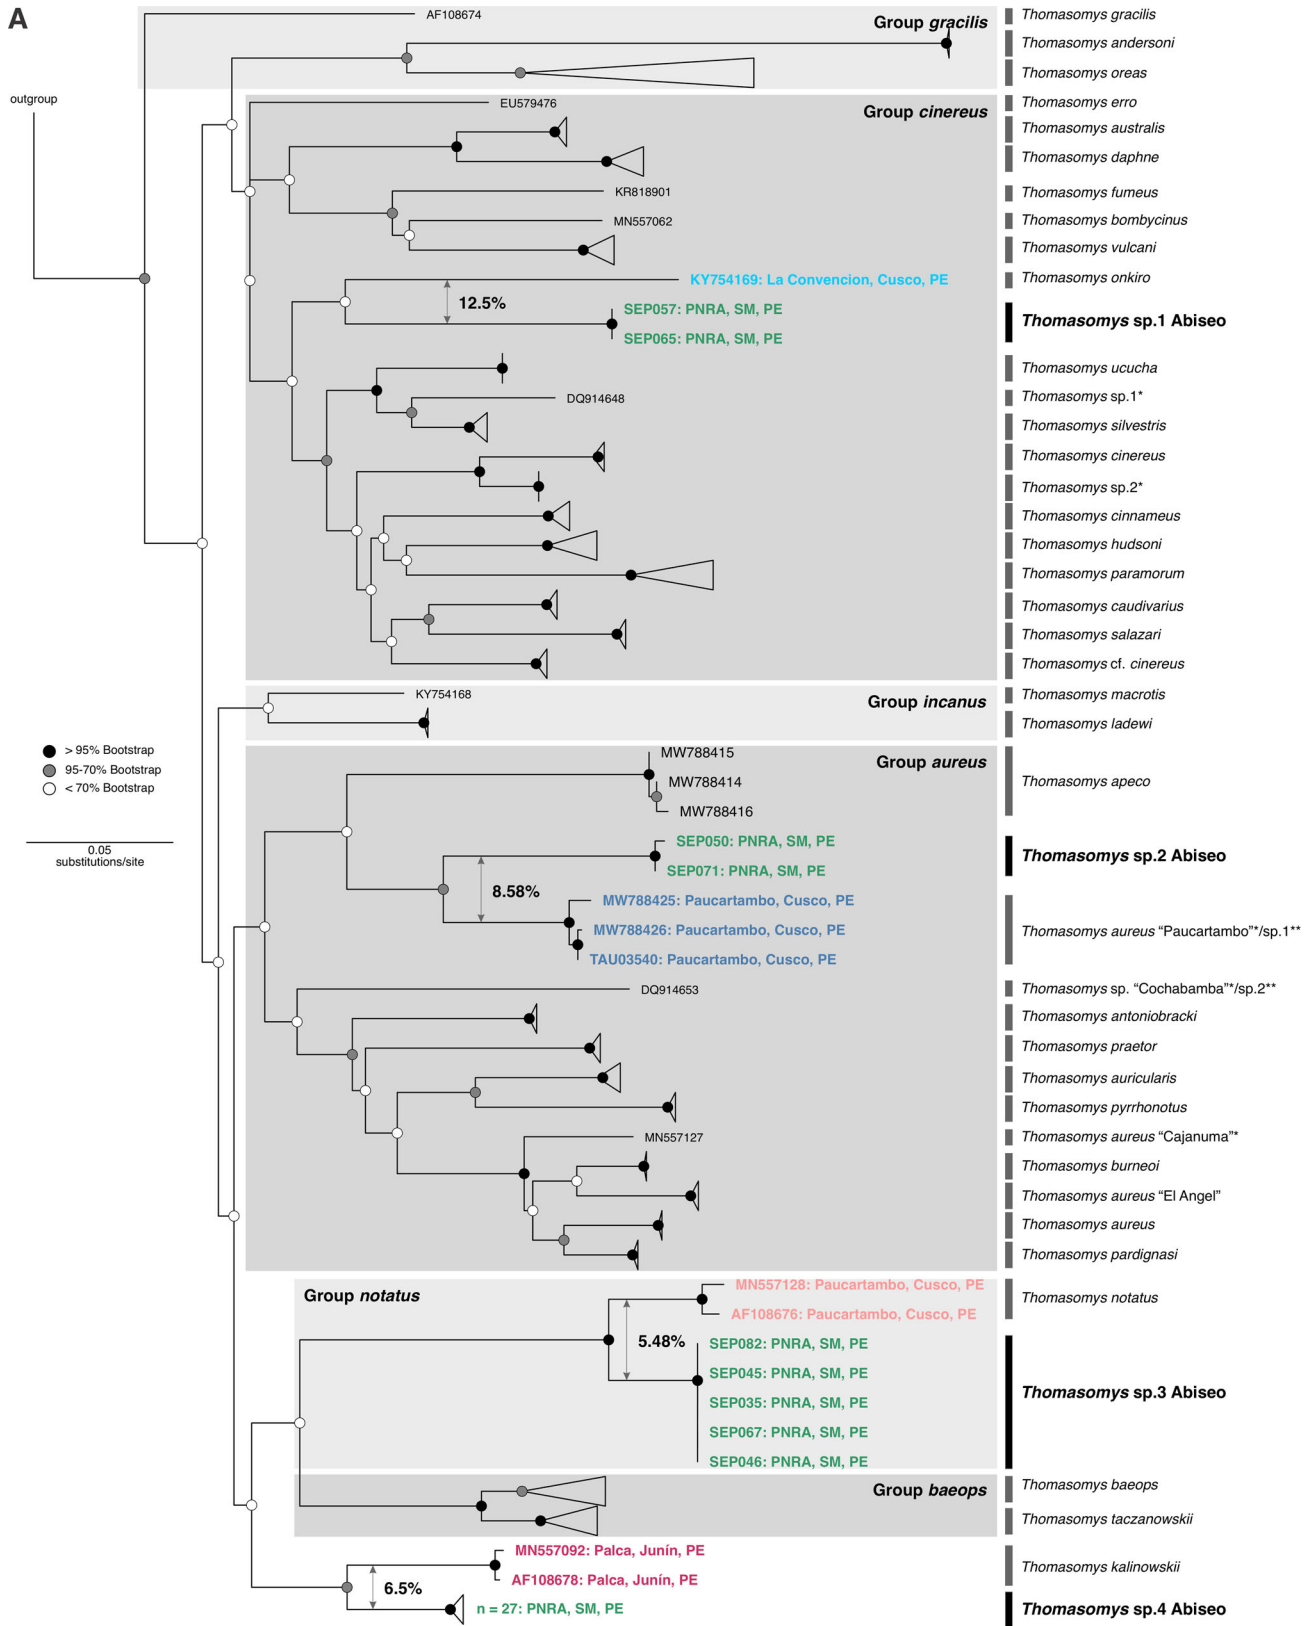 A
AF108674
Group gracilis
Thomasomys gracilis
Thomasomys andersoni
Thomasomys oreas
outgroup
EU579476
Group cinereus
Thomasomys erro
Thomasomys australis
Thomasomys daphne
KR818901
Thomasomys fumeus
MN557062
Thomasomys bombycinus
Thomasomys vulcani
KY754169: La Convencion, Cusco, PE
Thomasomys onkiro
12.5%
SEP057: PNRA, SM, PE
SEP065: PNRA, SM, PE
Thomasomys sp.1 Abiseo
Thomasomys ucucha
DQ914648
Thomasomys sp.1*
Thomasomys silvestris
Thomasomys cinereus
Thomasomys sp.2*
Thomasomys cinnameus
Thomasomys hudsoni
Thomasomys paramorum
Thomasomys caudivarius
Thomasomys salazari
Thomasomys cf. cinereus
KY754168
Group incanus
Thomasomys macrotis
Thomasomys ladewi
> 95% Bootstrap
95-70% Bootstrap
< 70% Bootstrap
0.05
substitutions/site
MW788415
Group aureus
MW788414
Thomasomys apeco
MW788416
SEP050: PNRA, SM, PE
SEP071: PNRA, SM, PE
Thomasomys sp.2 Abiseo
8.58%
MW788425: Paucartambo, Cusco, PE
MW788426: Paucartambo, Cusco, PE
TAU03540: Paucartambo, Cusco, PE
Thomasomys aureus “Paucartambo”*/sp.1**
DQ914653
Thomasomys sp. “Cochabamba”*/sp.2**
Thomasomys antoniobracki
Thomasomys praetor
Thomasomys auricularis
Thomasomys pyrrhonotus
MN557127
Thomasomys aureus “Cajanuma”*
Thomasomys burneoi
Thomasomys aureus “El Angel”
Thomasomys aureus
Thomasomys pardignasi
Group notatus
MN557128: Paucartambo, Cusco, PE
AF108676: Paucartambo, Cusco, PE
Thomasomys notatus
5.48%
SEP082: PNRA, SM, PE
SEP045: PNRA, SM, PE
SEP035: PNRA, SM, PE
SEP067: PNRA, SM, PE
SEP046: PNRA, SM, PE
Thomasomys sp.3 Abiseo
Group baeops
Thomasomys baeops
Thomasomys taczanowskii
MN557092: Palca, Junín, PE
AF108678: Palca, Junín, PE
Thomasomys kalinowskii
6.5%
n = 27: PNRA, SM, PE
Thomasomys sp.4 Abiseo